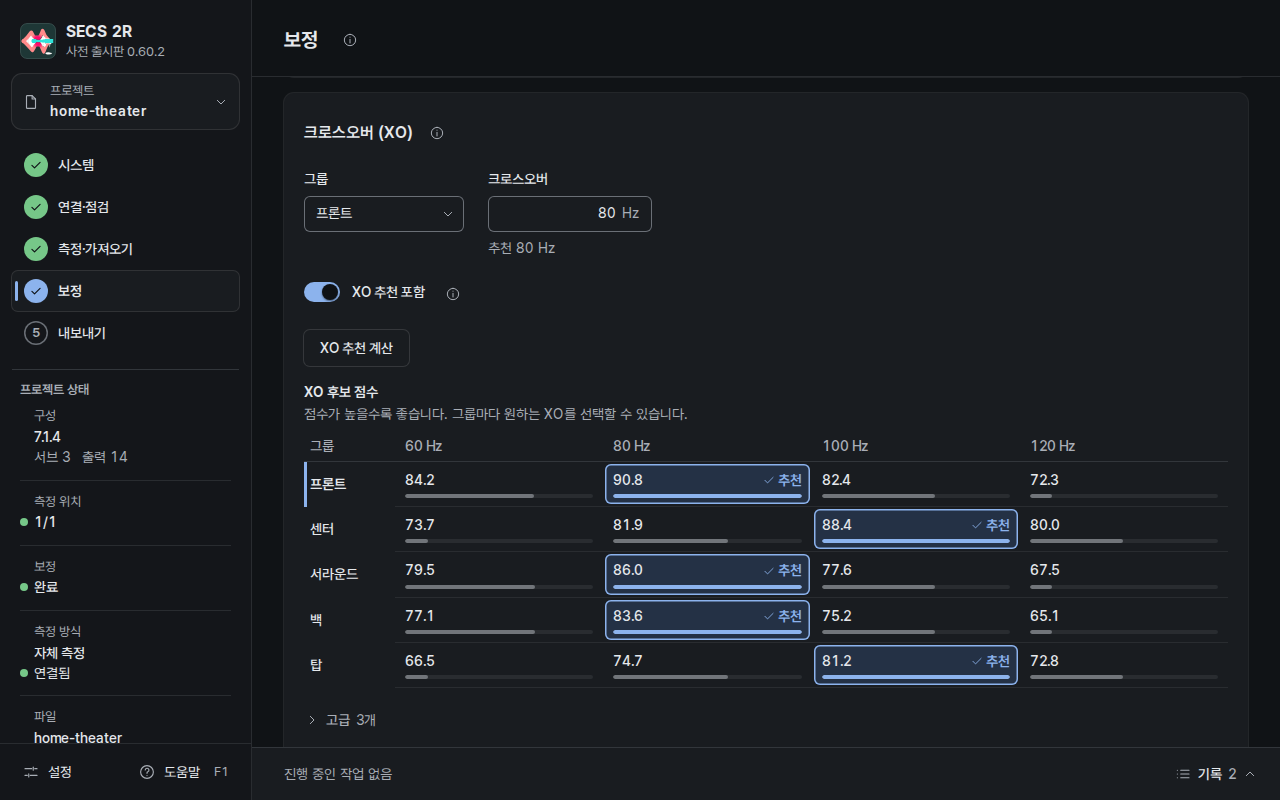 SECS 2R
사전 출시판 0.60.2
프로젝트
home-theater
시스템
연결·점검
측정·가져오기
보정
5 내보내기
프로젝트 상태
구성
7.1.4
서브 3 출력 14
측정 위치
1/1
보정
완료
측정 방식
자체 측정
연결됨
파일
home-theater
설정 도움말 F1
보정
크로스오버 (XO)
그룹 크로스오버
프론트 80 Hz
추천 80 Hz
XO 추천 포함
XO 추천 계산
XO 후보 점수
점수가 높을수록 좋습니다. 그룹마다 원하는 XO를 선택할 수 있습니다.
그룹 60 Hz 80 Hz 100 Hz 120 Hz
프론트 84.2 90.8 추천 82.4 72.3
센터 73.7 81.9 88.4 추천 80.0
서라운드 79.5 86.0 추천 77.6 67.5
백 77.1 83.6 추천 75.2 65.1
탑 66.5 74.7 81.2 추천 72.8
고급 3개
진행 중인 작업 없음 기록 2